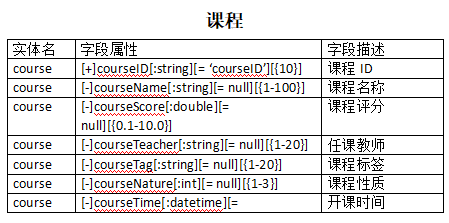 课程
实体名 字段属性 字段描述
course [+]courseID[:string][= ‘courseID’][{10}] 课程 ID
course [-]courseName[:string][= null][{1-100}] 课程名称
course [-]courseScore[:double][= 课程评分
null][{0.1-10.0}]
course [-]courseTeacher[:string][= null][{1-20}] 任课教师
course [-]courseTag[:string][= null][{1-20}] 课程标签
course [-]courseNature[:int][= null][{1-3}] 课程性质
course [-]courseTime[:datetime][= 开课时间